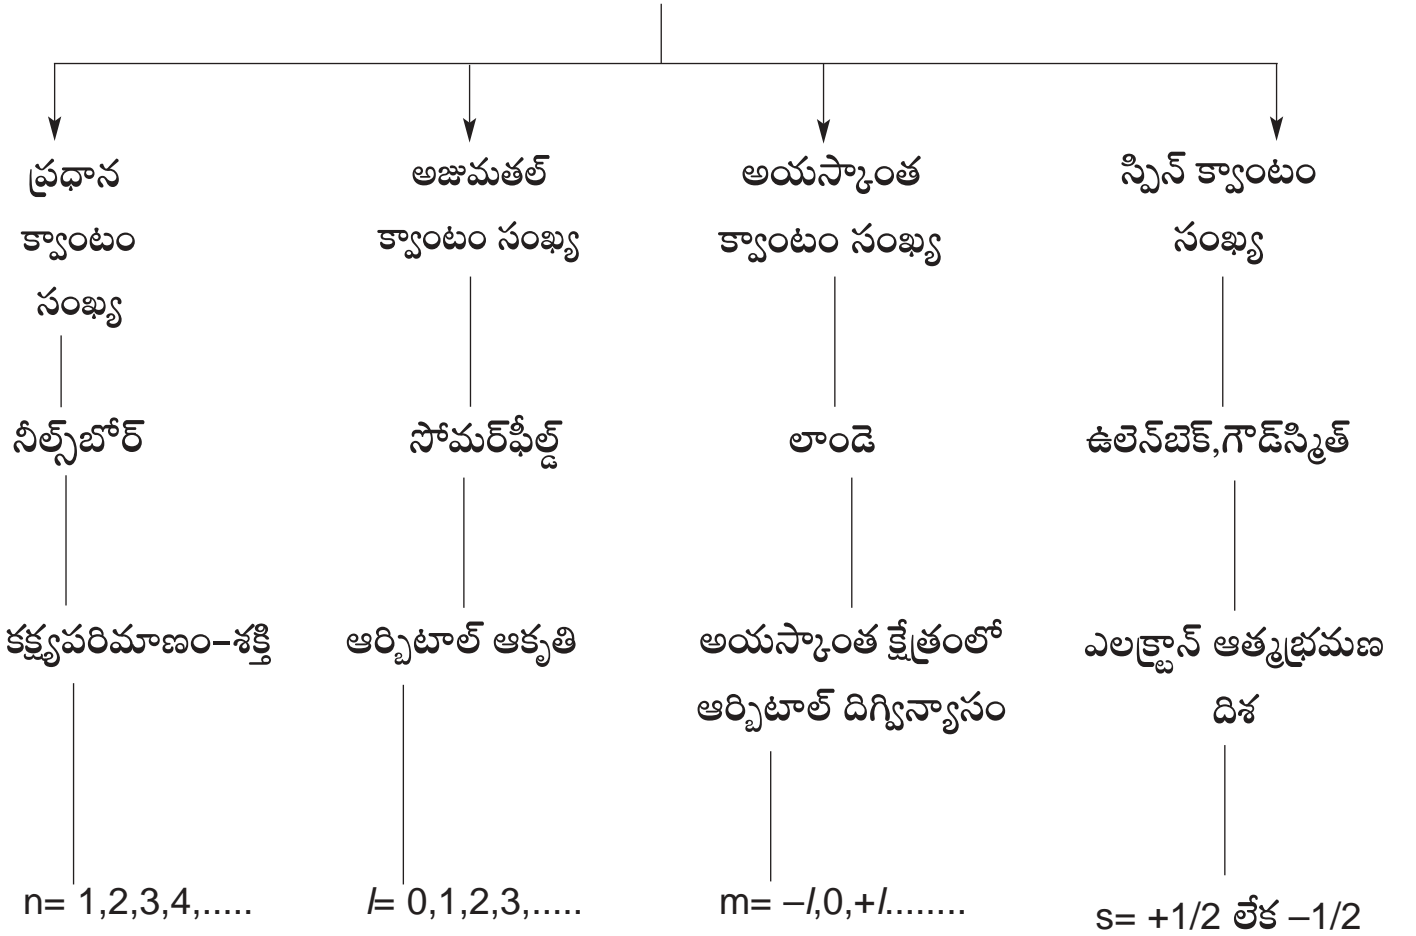 ప్రధాన
క్వాంటం
సంఖ్య
నీల్స్‌బోర్
కక్ష్యపరిమాణం–శక్తి
n= 1,2,3,4,.....
అజుమతల్
క్వాంటం సంఖ్య
సోమర్‌ఫీల్డ్
ఆర్బిటాల్ ఆకృతి
l= 0,1,2,3,.....
అయస్కాంత
క్వాంటం సంఖ్య
లాండె
అయస్కాంత క్షేత్రంలో
ఆర్బిటాల్ దిగ్విన్యాసం
m= –l,0,+l........
స్పిన్ క్వాంటం
సంఖ్య
ఉలెన్‌బెక్,గౌడ్‌స్మిత్
ఎలక్ట్రాన్ ఆత్మభ్రమణ
దిశ
s= +1/2 లేక –1/2